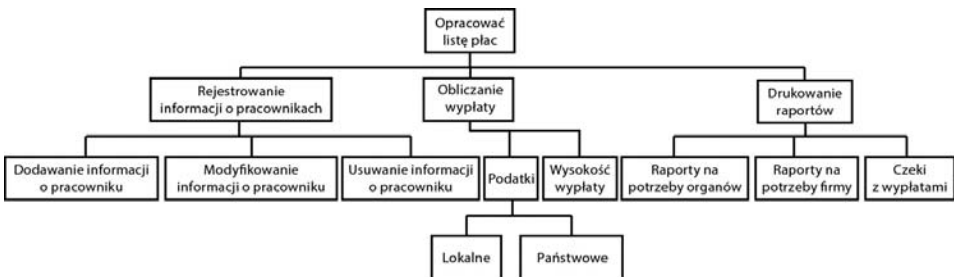 Opracować
listę płac
Rejestrowanie
informacji o pracownikach
Obliczanie
wypłaty
Drukowanie
raportów
Dodawanie informacji
o pracowniku
Modyfikowanie
informacji o pracowniku
Usuwanie informacji
o pracowniku
Podatki
Wysokość
wypłaty
Raporty na
potrzeby organów
Raporty na
potrzeby firmy
Czeki
z wypłatami
Lokalne
Państwowe